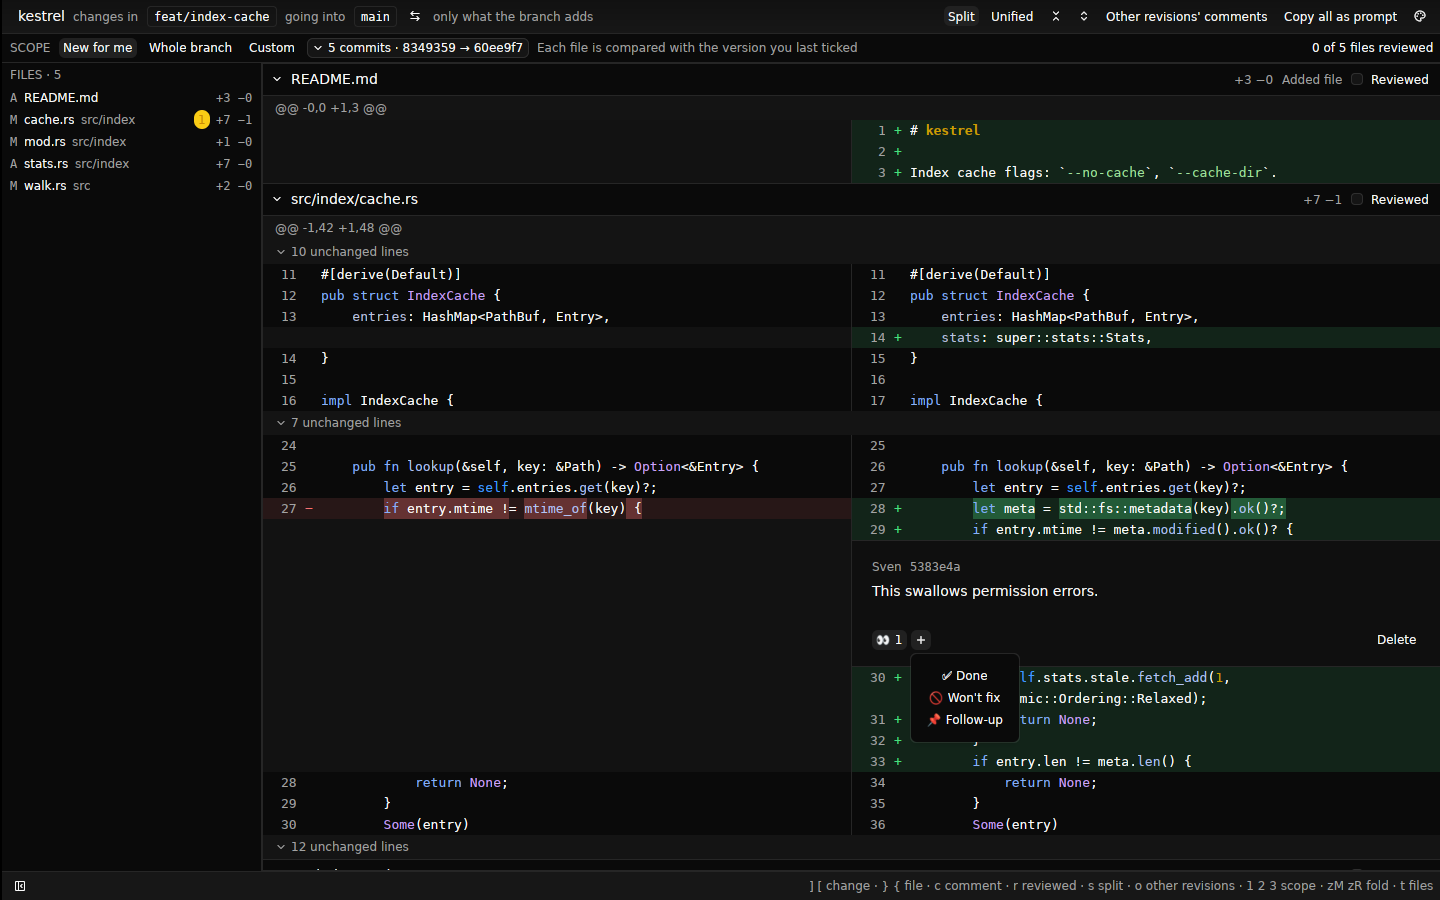 kestrel changes in feat/index-cache going into main ⇆ only what the branch adds Split Unified Other revisions' comments Copy all as prompt
SCOPE New for me Whole branch Custom 5 commits · 8349359 → 60ee9f7 Each file is compared with the version you last ticked 0 of 5 files reviewed
FILES · 5
A README.md +3 −0
M cache.rs src/index 1 +7 −1
M mod.rs src/index +1 −0
A stats.rs src/index +7 −0
M walk.rs src +2 −0
README.md +3 −0 Added file Reviewed
@@ -0,0 +1,3 @@
1 + # kestrel
2 +
3 + Index cache flags: `--no-cache`, `--cache-dir`.
src/index/cache.rs +7 −1 Reviewed
@@ -1,42 +1,48 @@
10 unchanged lines
11 #[derive(Default)] 11 #[derive(Default)]
12 pub struct IndexCache { 12 pub struct IndexCache {
13 entries: HashMap<PathBuf, Entry>, 13 entries: HashMap<PathBuf, Entry>,
14 + stats: super::stats::Stats,
14 } 15 }
15 16
16 impl IndexCache { 17 impl IndexCache {
7 unchanged lines
24 25
25 pub fn lookup(&self, key: &Path) -> Option<&Entry> { 26 pub fn lookup(&self, key: &Path) -> Option<&Entry> {
26 let entry = self.entries.get(key)?; 27 let entry = self.entries.get(key)?;
27 − if entry.mtime != mtime_of(key) { 28 + let meta = std::fs::metadata(key).ok()?;
29 + if entry.mtime != meta.modified().ok()? {
Sven 5383e4a
This swallows permission errors.
👀 1 + Delete
✔ Done
🚫 Won't fix
📌 Follow-up
30 + lf.stats.stale.fetch_add(1,
mic::Ordering::Relaxed);
31 + turn None;
32 + }
33 + if entry.len != meta.len() {
28 return None; 34 return None;
29 } 35 }
30 Some(entry) 36 Some(entry)
12 unchanged lines
] [ change · } { file · c comment · r reviewed · s split · o other revisions · 1 2 3 scope · zM zR fold · t files